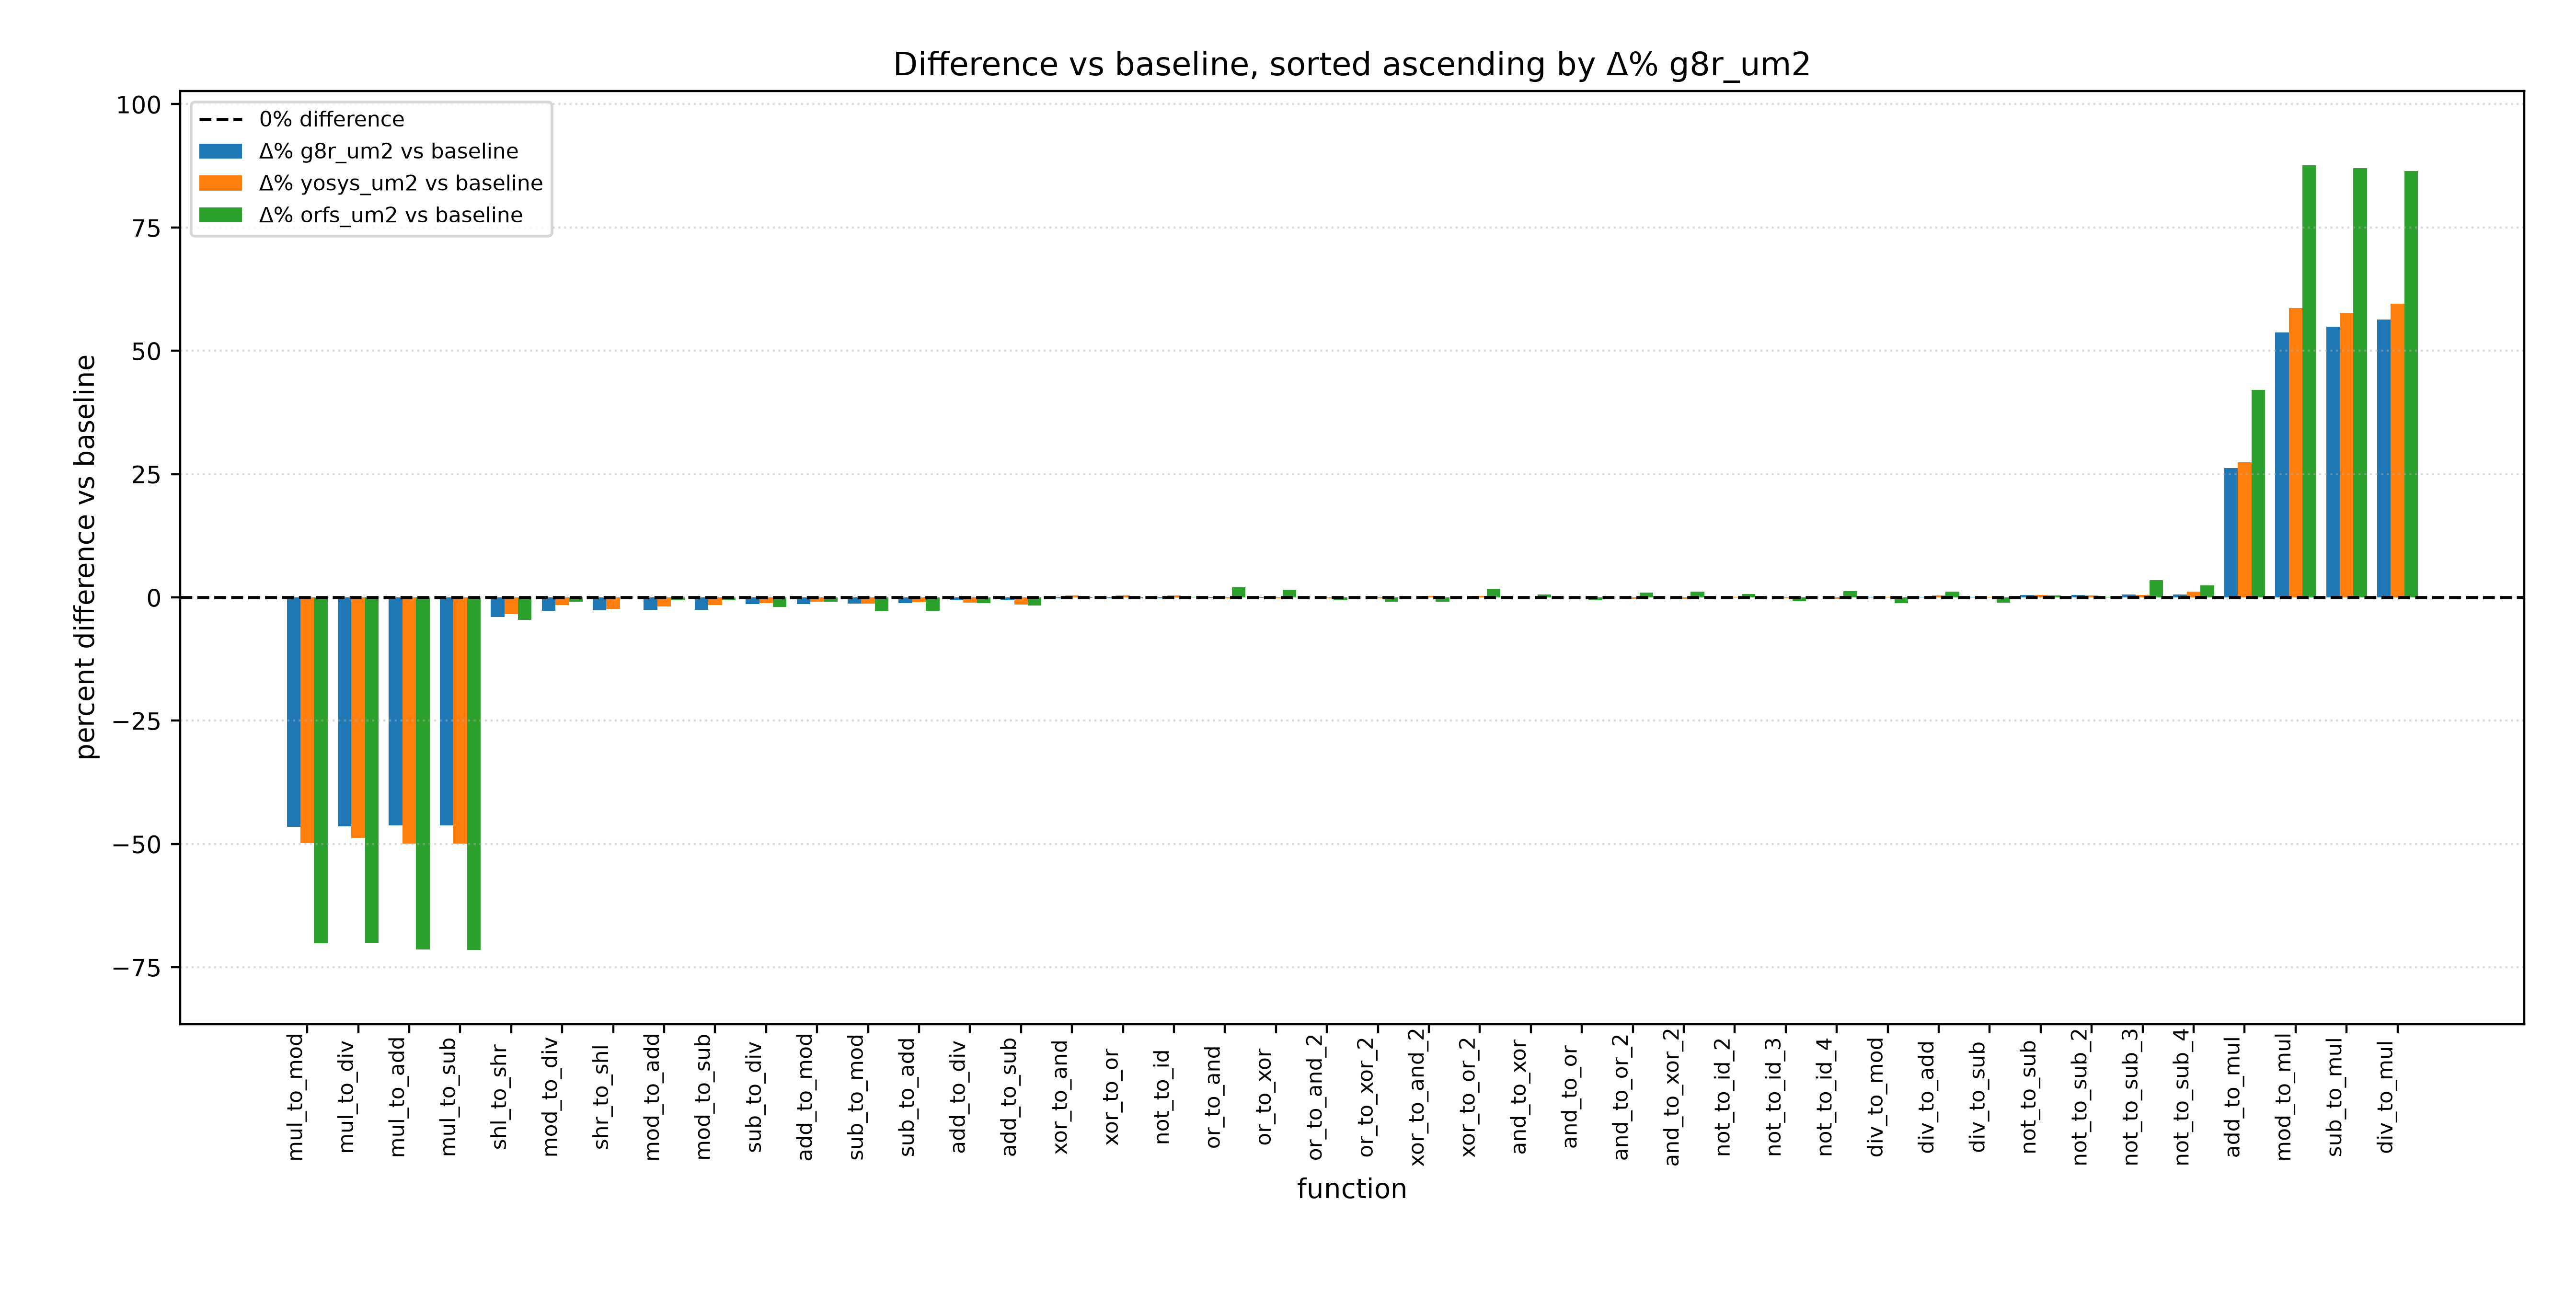 Difference vs baseline, sorted ascending by Δ% g8r_um2
0% difference
Δ% g8r_um2 vs baseline
Δ% yosys_um2 vs baseline
Δ% orfs_um2 vs baseline
percent difference vs baseline
100
75
50
25
0
−25
−50
−75
mul_to_mod
mul_to_div
mul_to_add
mul_to_sub
shl_to_shr
mod_to_div
shr_to_shl
mod_to_add
mod_to_sub
sub_to_div
add_to_mod
sub_to_mod
sub_to_add
add_to_div
add_to_sub
xor_to_and
xor_to_or
not_to_id
or_to_and
or_to_xor
or_to_and_2
or_to_xor_2
xor_to_and_2
xor_to_or_2
and_to_xor
and_to_or
and_to_or_2
and_to_xor_2
not_to_id_2
not_to_id_3
not_to_id_4
div_to_mod
div_to_add
div_to_sub
not_to_sub
not_to_sub_2
not_to_sub_3
not_to_sub_4
add_to_mul
mod_to_mul
sub_to_mul
div_to_mul
function